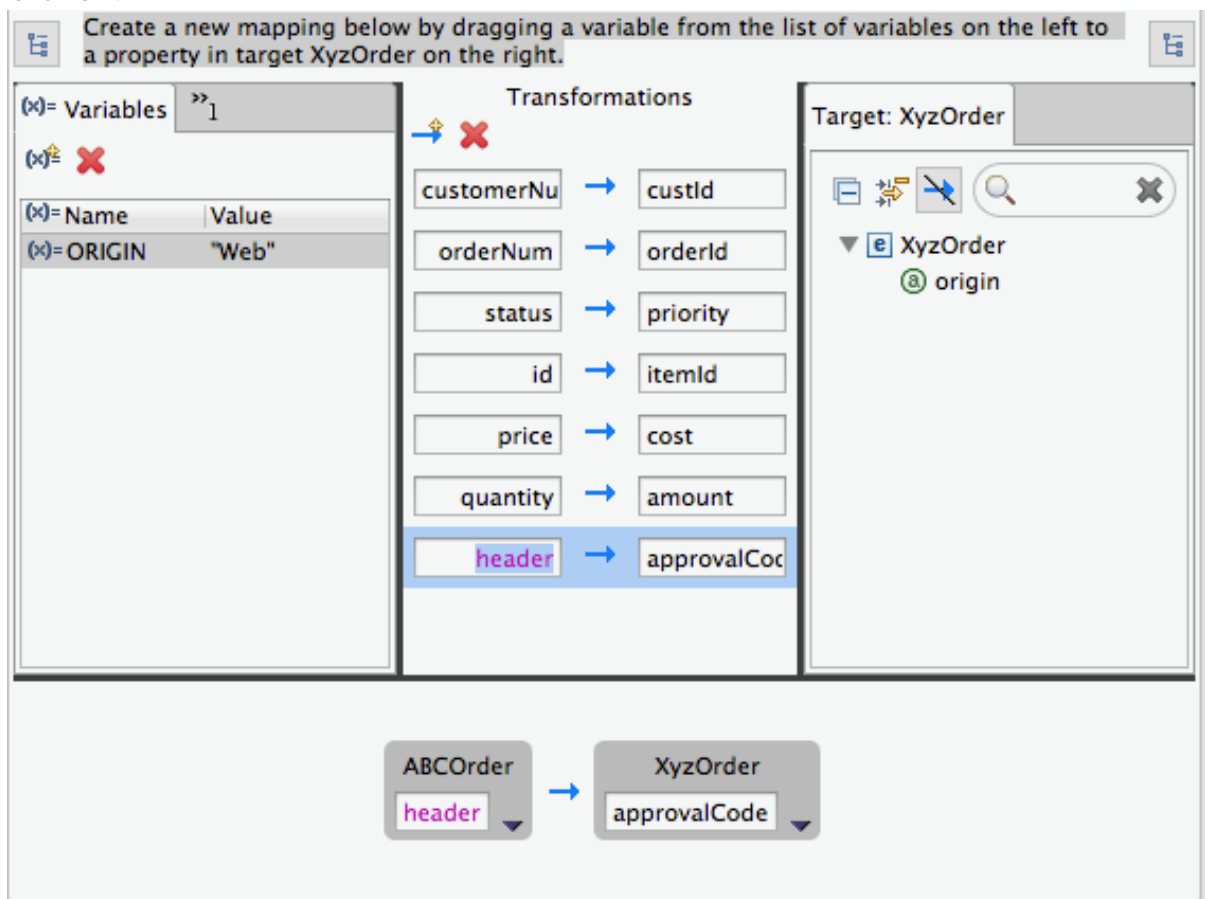 Create a new mapping below by dragging a variable from the list of variables on the left to
a property in target XyzOrder on the right.
(x)= Variables
»1
Transformations
Target: XyzOrder
(x)=
(x)= Name Value
(x)= ORIGIN "Web"
customerNu → custId
orderNum → orderId
status → priority
id → itemId
price → cost
quantity → amount
header → approvalCod
e XyzOrder
a origin
ABCOrder
header
→
XyzOrder
approvalCode